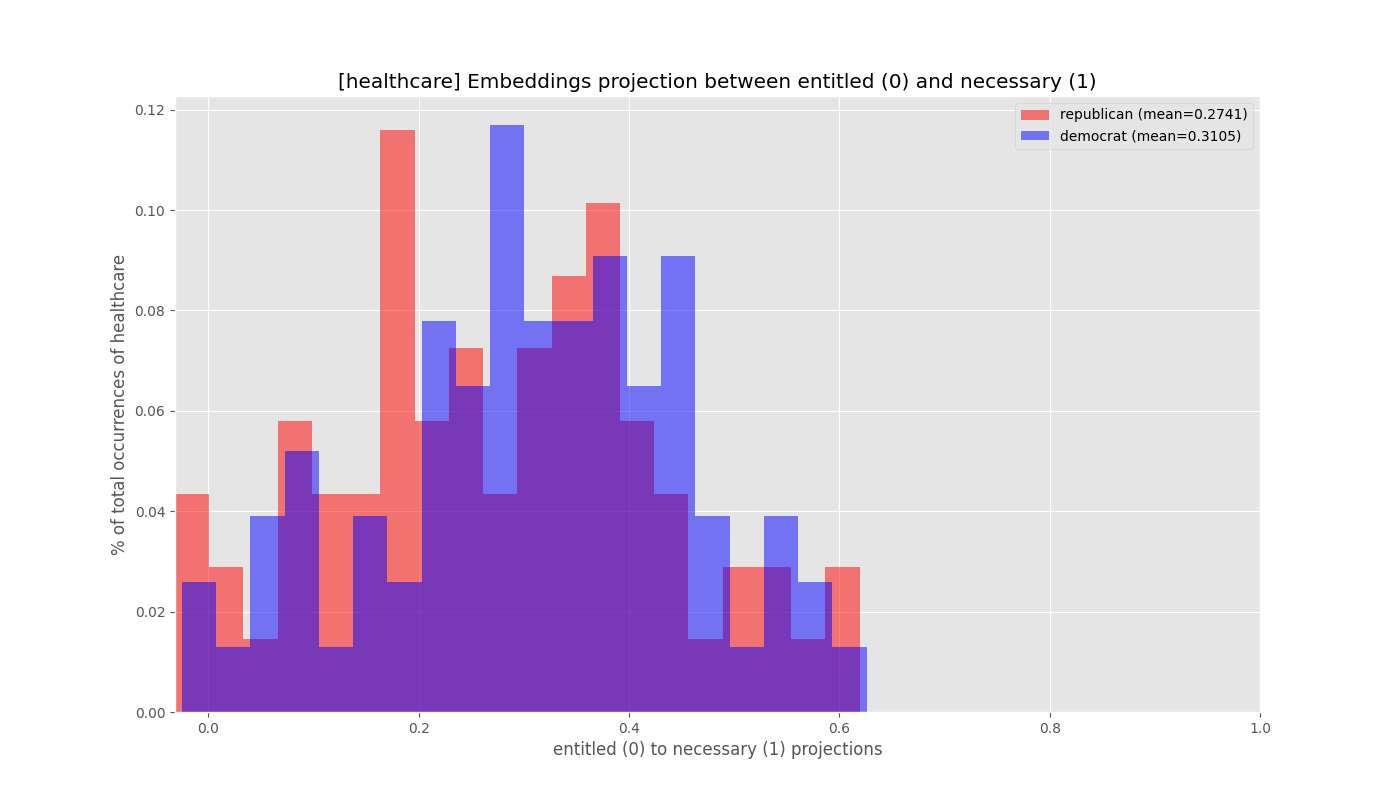 [healthcare] Embeddings projection between entitled (0) and necessary (1)
republican (mean=0.2741)
democrat (mean=0.3105)
% of total occurrences of healthcare
0.12
0.10
0.08
0.06
0.04
0.02
0.00
0.0 0.2 0.4 0.6 0.8 1.0
entitled (0) to necessary (1) projections